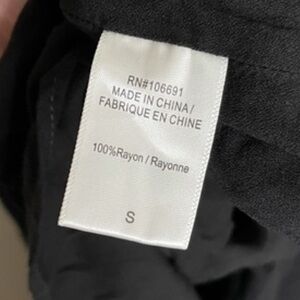 RN#106691
MADE IN CHINA/
FABRIQUE EN CHINE
100%Rayon / Rayonne
S